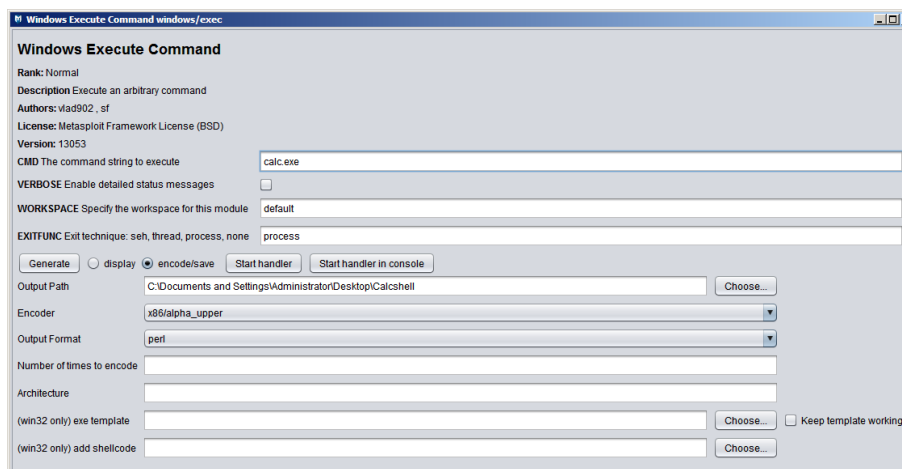 Windows Execute Command windows/exec
Windows Execute Command
Rank: Normal
Description Execute an arbitrary command
Authors: vlad902 , sf
License: Metasploit Framework License (BSD)
Version: 13053
CMD The command string to execute calc.exe
VERBOSE Enable detailed status messages
WORKSPACE Specify the workspace for this module default
EXITFUNC Exit technique: seh, thread, process, none process
Generate display encode/save Start handler Start handler in console
Output Path C:\Documents and Settings\Administrator\Desktop\Calcshell Choose...
Encoder x86/alpha_upper
Output Format perl
Number of times to encode
Architecture
(win32 only) exe template Choose... Keep template working
(win32 only) add shellcode Choose...